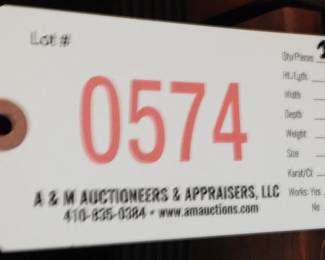 Lot #
Qty/Pieces
Ht./Lgth.
Width
Depth
Weight
Size
Karat/Ct
Works: Yes
No
0574
A & M AUCTIONEERS & APPRAISERS, LLC
410-835-0384 • www.amauctions.com